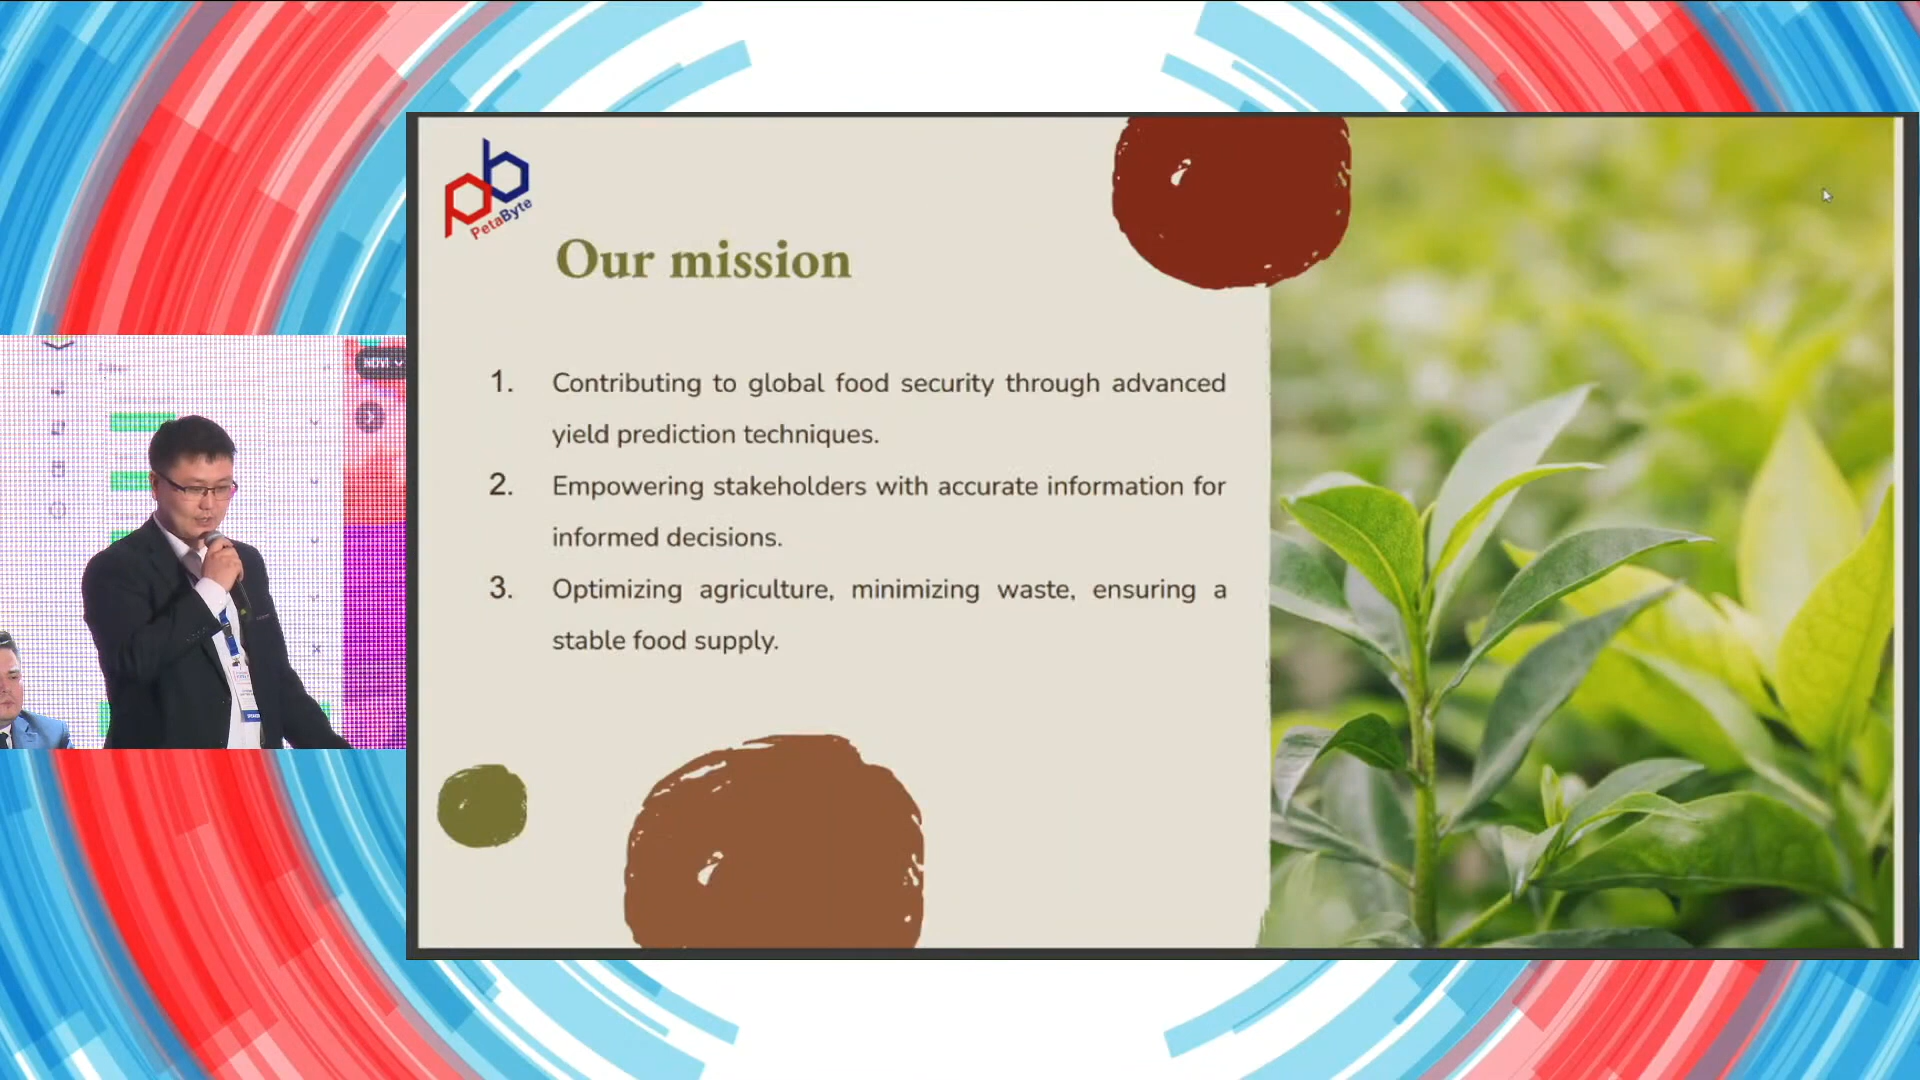 pb
PetaByte
Our mission
1. Contributing to global food security through advanced
yield prediction techniques.
2. Empowering stakeholders with accurate information for
informed decisions.
3. Optimizing agriculture, minimizing waste, ensuring a
stable food supply.